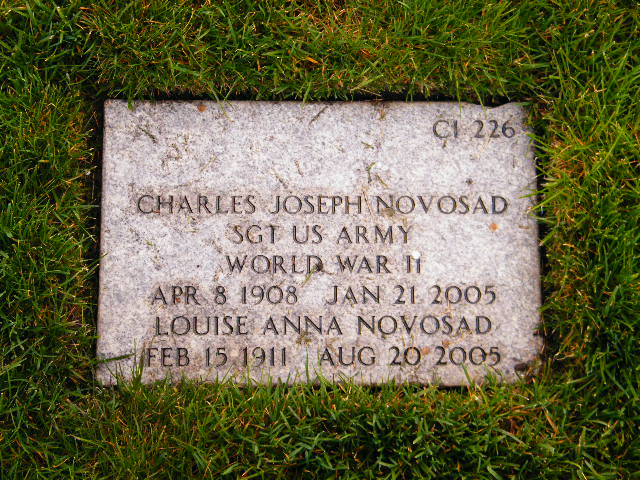 C1 226
CHARLES JOSEPH NOVOSAD
SGT US ARMY
WORLD WAR II
APR 8 1908 JAN 21 2005
LOUISE ANNA NOVOSAD
FEB 15 1911 AUG 20 2005